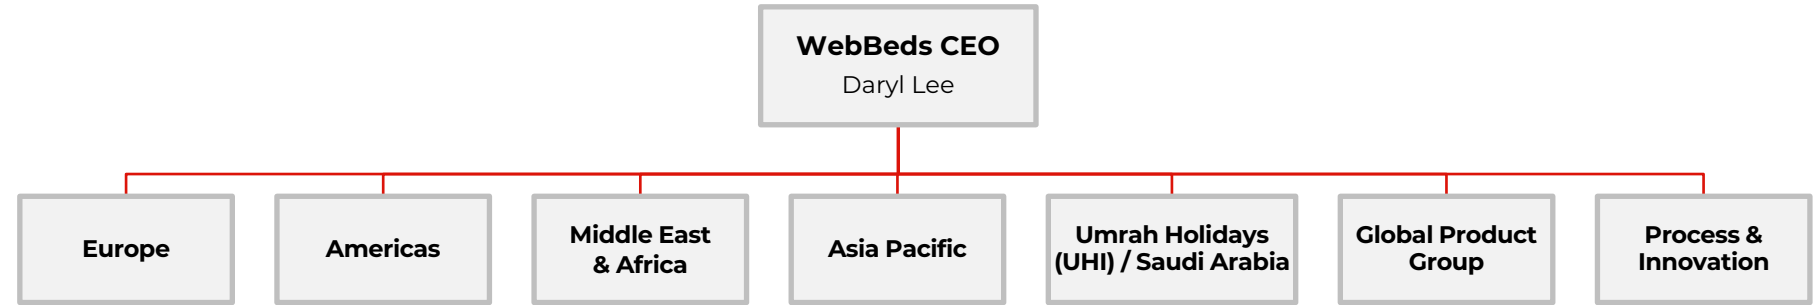 WebBeds CEO
Daryl Lee
Europe
Americas
Middle East
& Africa
Asia Pacific
Umrah Holidays
(UHI) / Saudi Arabia
Global Product
Group
Process &
Innovation